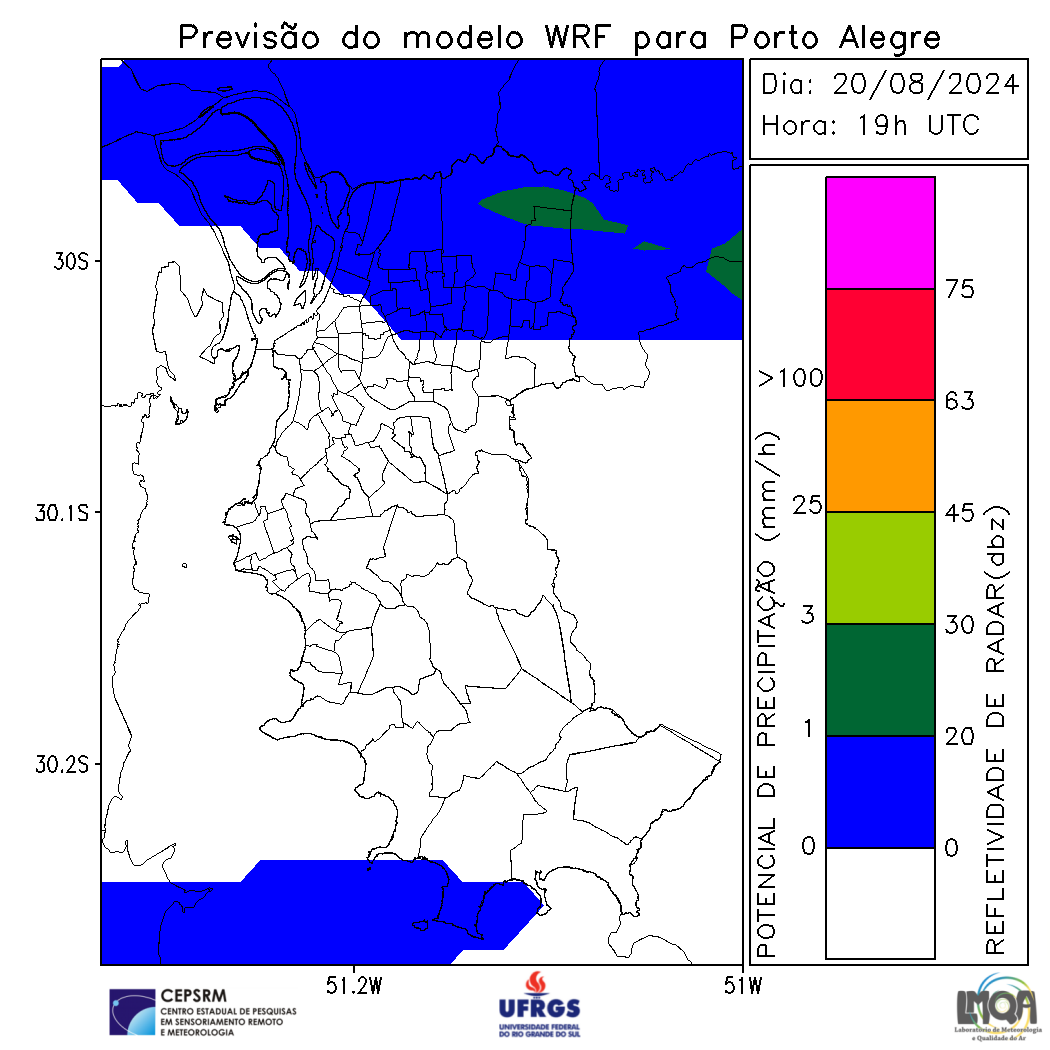 Previsão do modelo WRF para Porto Alegre
Dia: 20/08/2024
Hora: 19h UTC
30S
30.1S
30.2S
51.2W
51W
POTENCIAL DE PRECIPITAÇÃO (mm/h)
>100
25
3
1
0
75
63
45
30
20
0
REFLETIVIDADE DE RADAR(dbz)
CEPSRM
CENTRO ESTADUAL DE PESQUISAS
EM SENSORIAMENTO REMOTO
E METEOROLOGIA
UFRGS
UNIVERSIDADE FEDERAL
DO RIO GRANDE DO SUL
LMQA
Laboratório de Meteorologia
e Qualidade do Ar